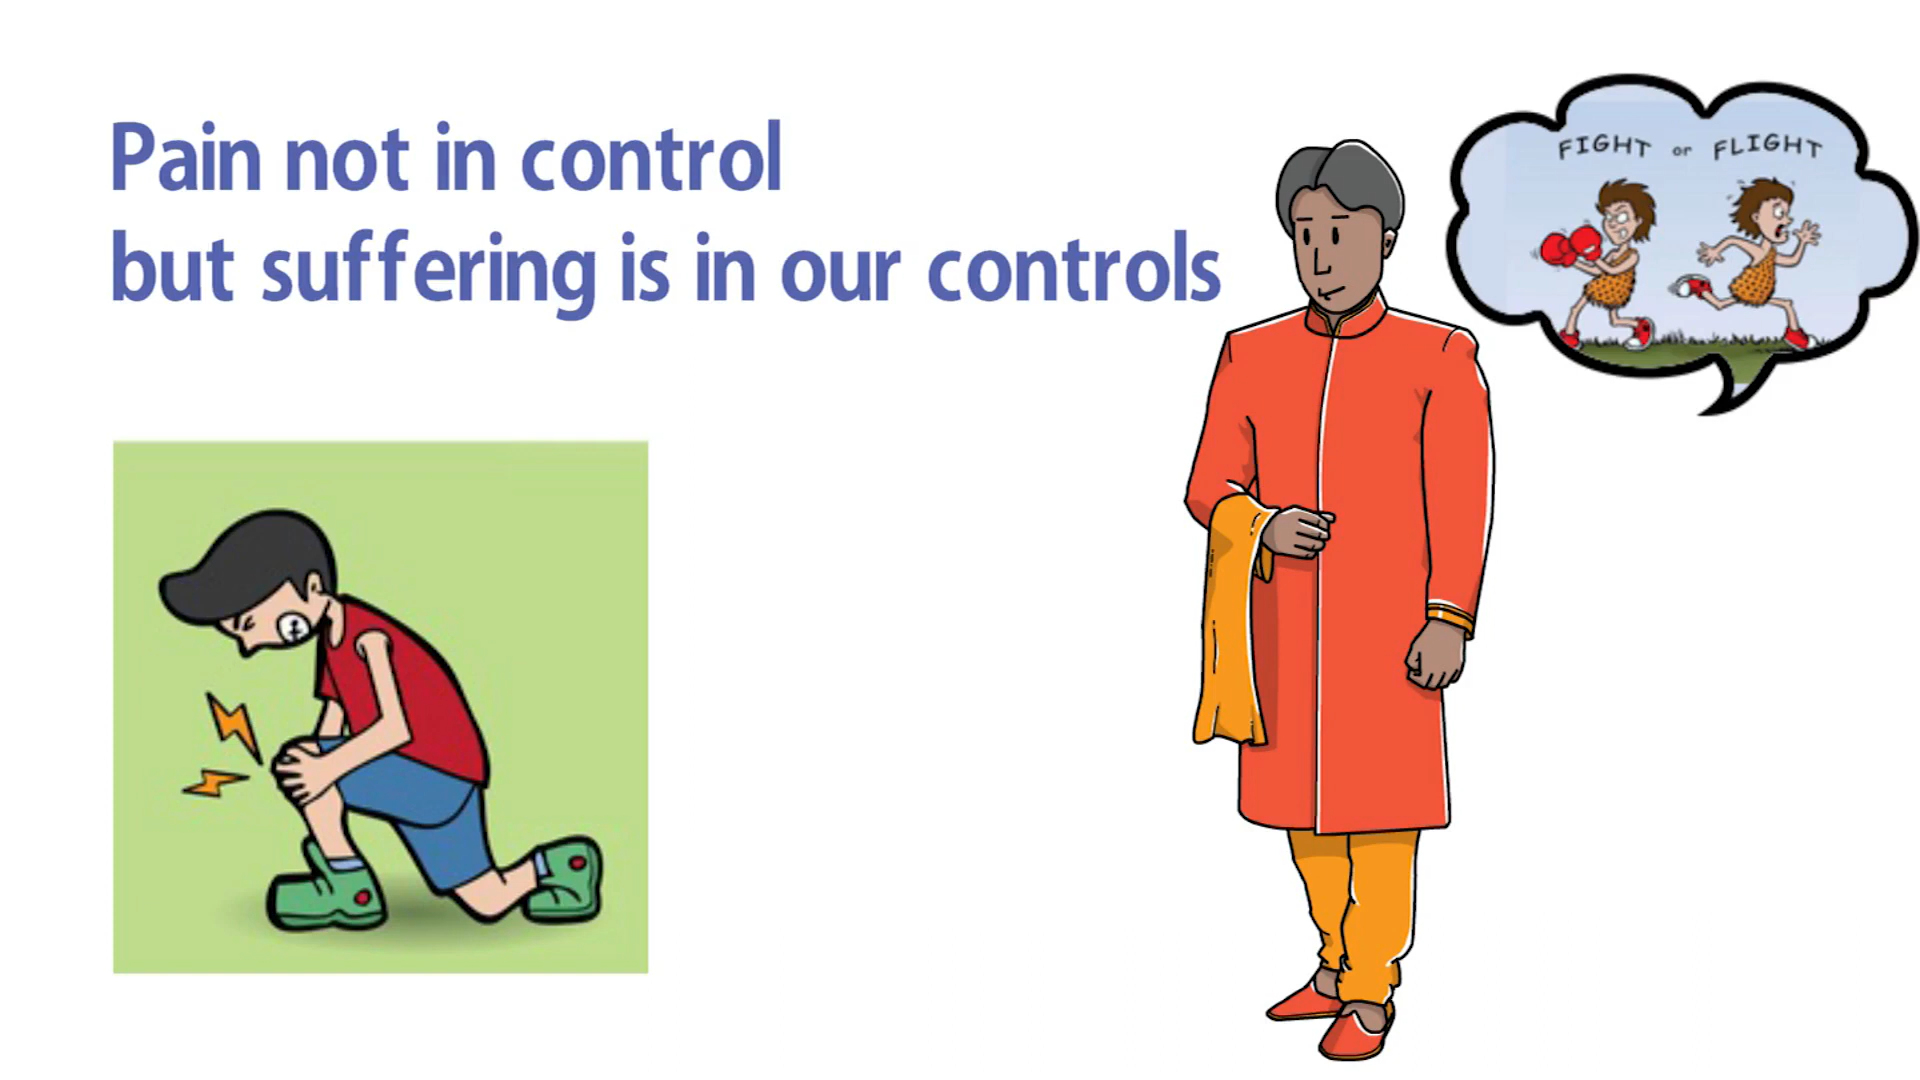 Pain not in control
but suffering is in our controls
FIGHT or FLIGHT